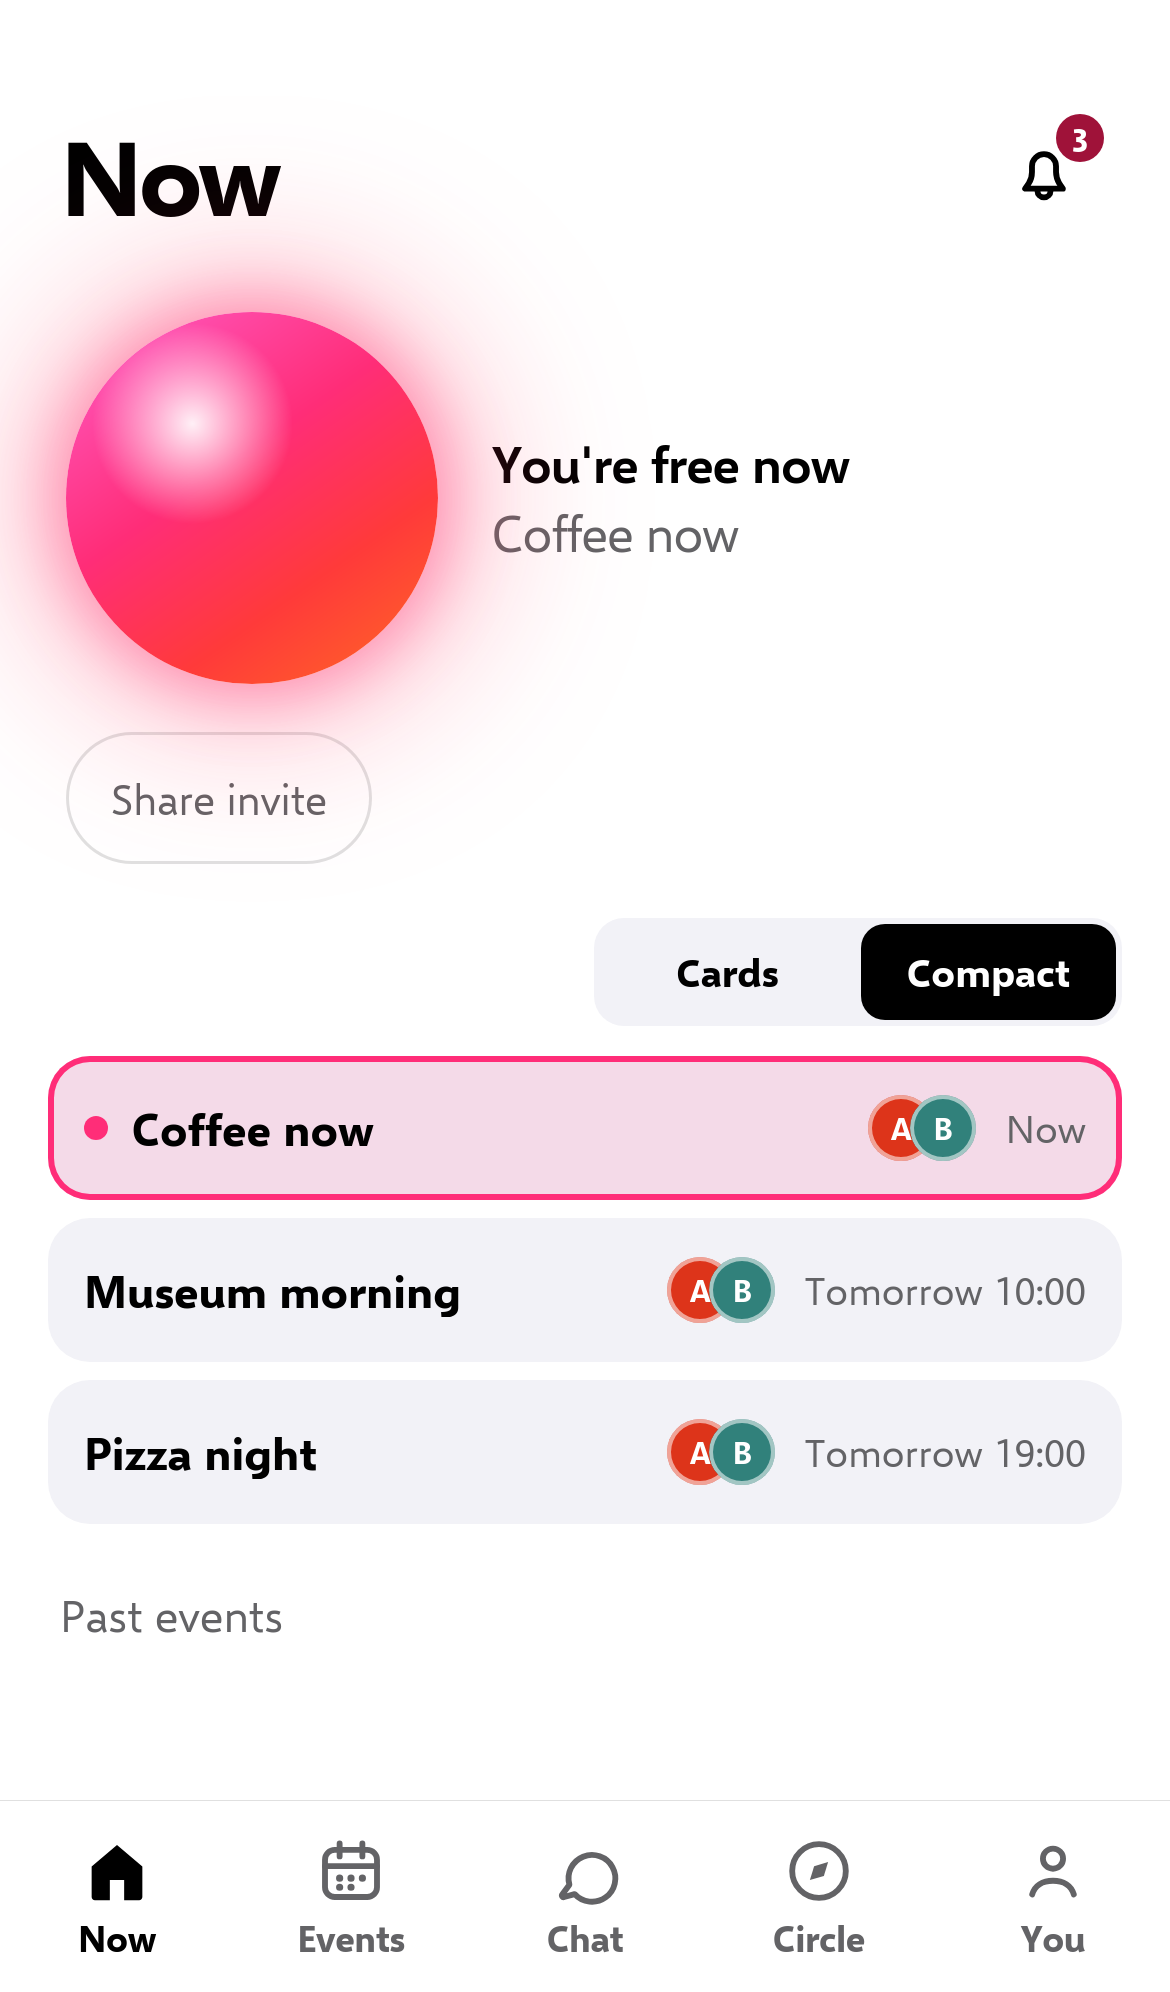 Now
3
You're free now
Coffee now
Share invite
Cards Compact
Coffee now A B Now
Museum morning A B Tomorrow 10:00
Pizza night A B Tomorrow 19:00
Past events
Now Events Chat Circle You